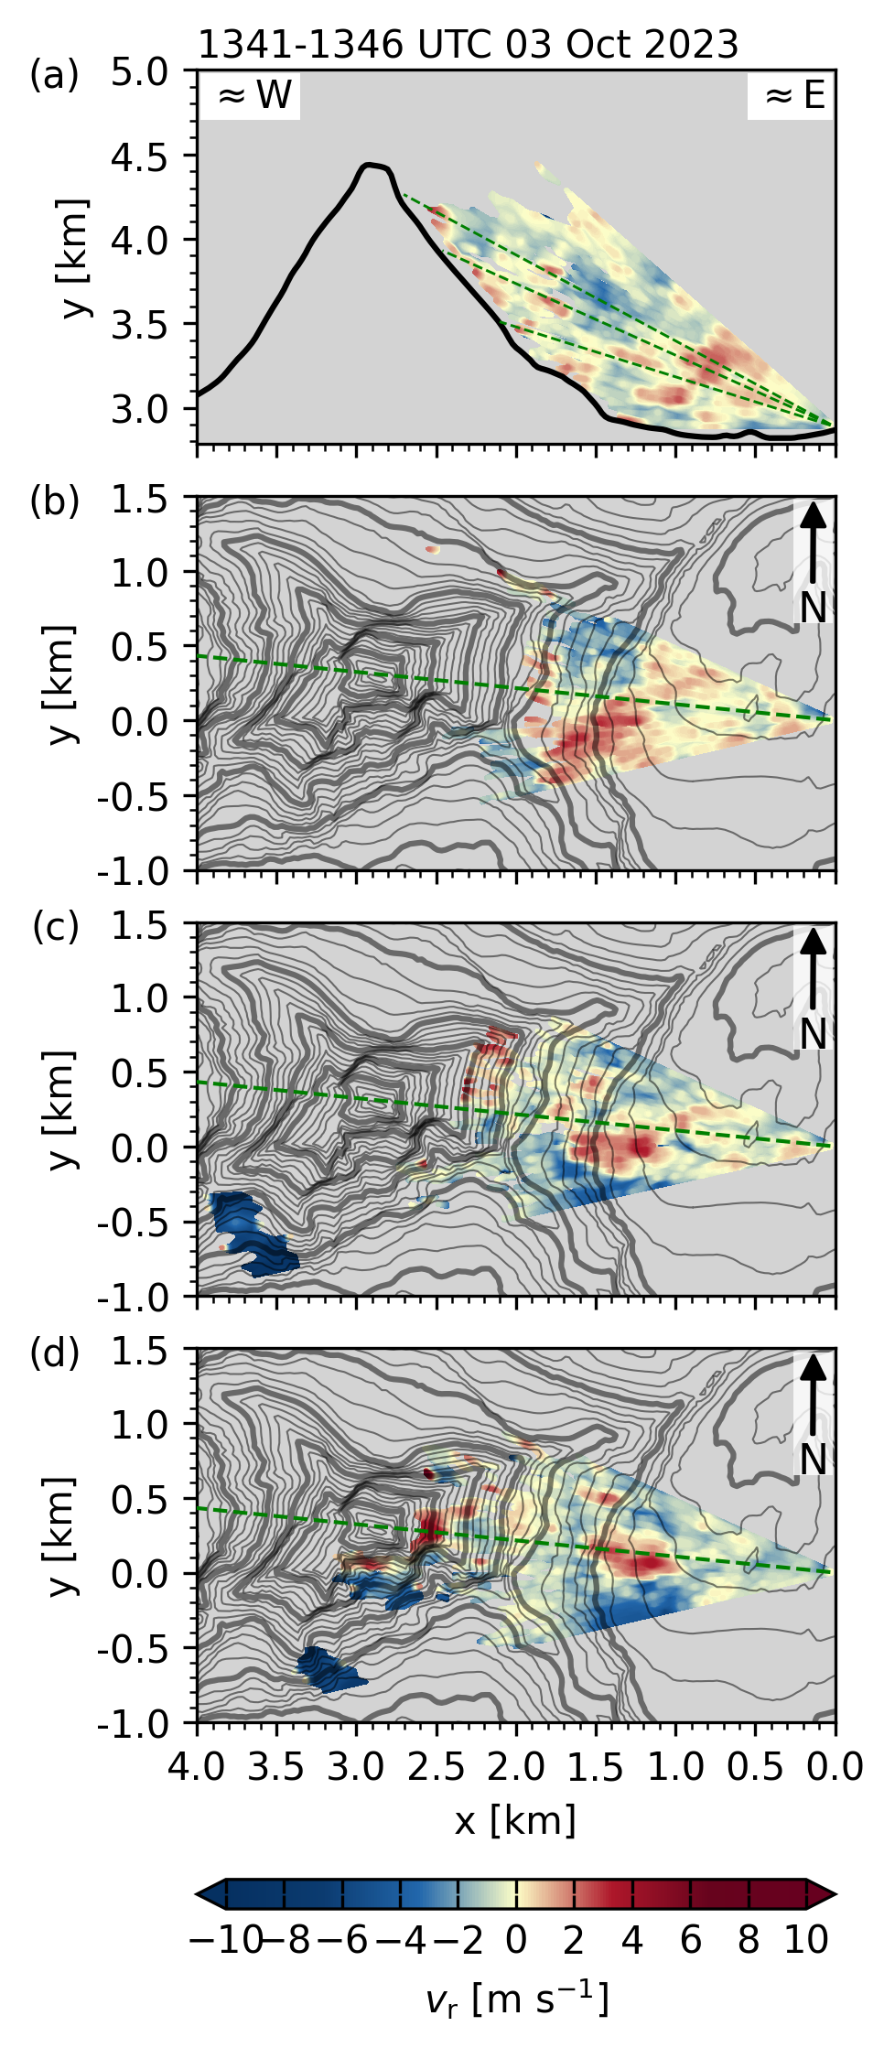 1341-1346 UTC 03 Oct 2023
(a)
≈ W
≈ E
5.0
4.5
4.0
3.5
3.0
y [km]
(b)
1.5
1.0
0.5
0.0
-0.5
-1.0
y [km]
N
(c)
1.5
1.0
0.5
0.0
-0.5
-1.0
y [km]
N
(d)
1.5
1.0
0.5
0.0
-0.5
-1.0
y [km]
N
4.0 3.5 3.0 2.5 2.0 1.5 1.0 0.5 0.0
x [km]
−10 −8 −6 −4 −2 0 2 4 6 8 10
vr [m s−1]